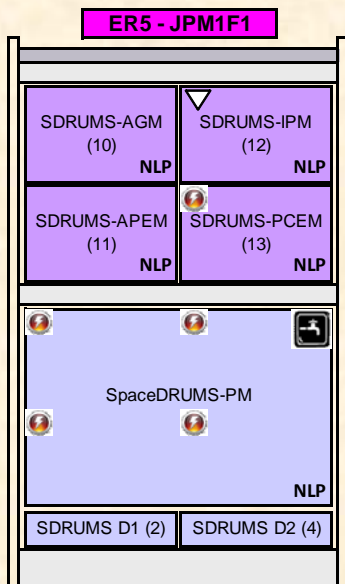 ER5 - JPM1F1
SDRUMS-AGM
(10)
NLP
SDRUMS-IPM
(12)
NLP
SDRUMS-APEM
(11)
NLP
SDRUMS-PCEM
(13)
NLP
SpaceDRUMS-PM
NLP
SDRUMS D1 (2)
SDRUMS D2 (4)